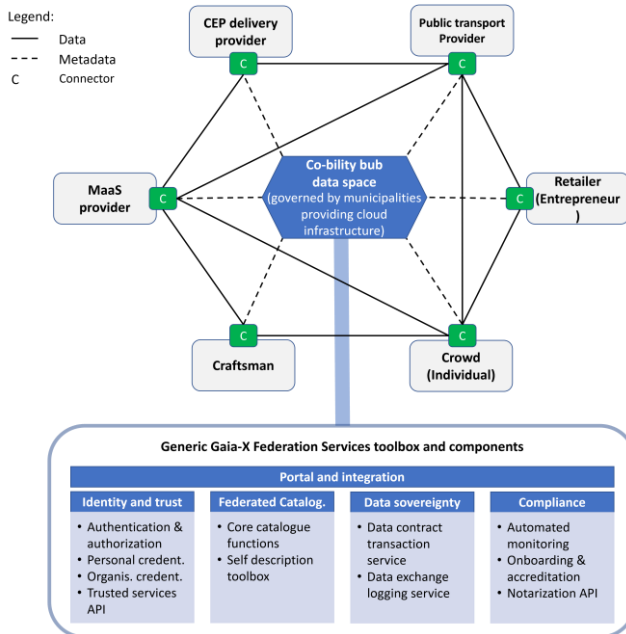 Legend:
Data
Metadata
C
Connector
CEP delivery
provider
Public transport
Provider
C
C
Co-bility bub
data space
(governed by municipalities
providing cloud
infrastructure)
MaaS
provider
C
C
Retailer
(Entrepreneur
)
C
C
Craftsman
Crowd
(Individual)
Generic Gaia-X Federation Services toolbox and components
Portal and integration
Identity and trust
• Authentication &
authorization
• Personal credent.
• Organis. credent.
• Trusted services
API
Federated Catalog.
• Core catalogue
functions
• Self description
toolbox
Data sovereignty
• Data contract
transaction
service
• Data exchange
logging service
Compliance
• Automated
monitoring
• Onboarding &
accreditation
• Notarization API